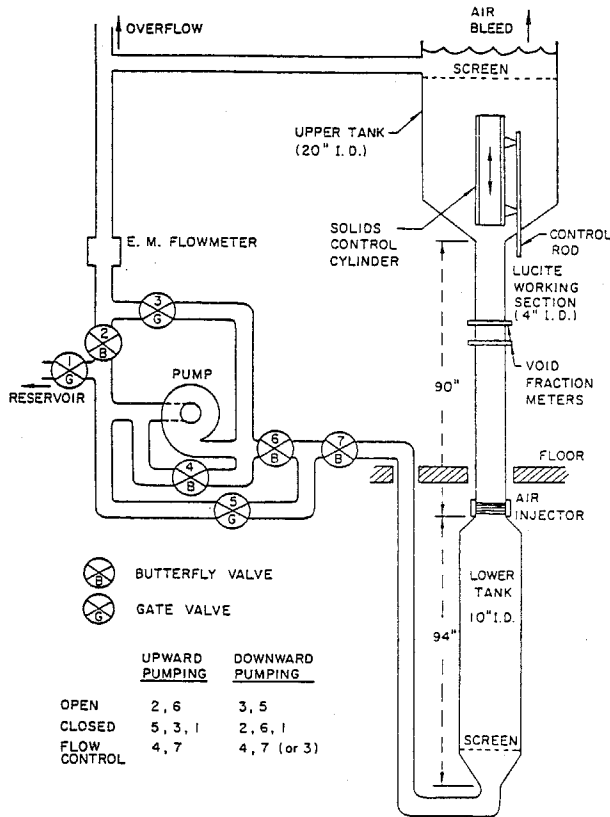 OVERFLOW
AIR
BLEED
SCREEN
UPPER TANK
(20" I.D.)
SOLIDS
CONTROL
CYLINDER
CONTROL
ROD
E. M. FLOWMETER
LUCITE
WORKING
SECTION
(4" I.D.)
3
G
2
B
1
G
RESERVOIR
PUMP
VOID
FRACTION
METERS
90"
6
B
7
B
4
B
5
G
FLOOR
AIR
INJECTOR
B
BUTTERFLY VALVE
G
GATE VALVE
LOWER
TANK
10" I.D.
94"
UPWARD PUMPING DOWNWARD PUMPING
OPEN 2, 6 3, 5
CLOSED 5, 3, 1 2, 6, 1
FLOW CONTROL 4, 7 4, 7 (or 3)
SCREEN